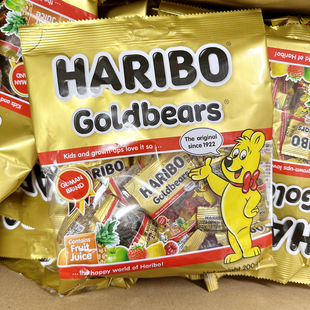 HARIBO
Goldbears
Kids and grown-ups love it so ...
The original
since 1922
GERMAN
BRAND
HARIBO
HARIBO
Goldbears
Contains
Fruit
Juice
... the happy world of Haribo!